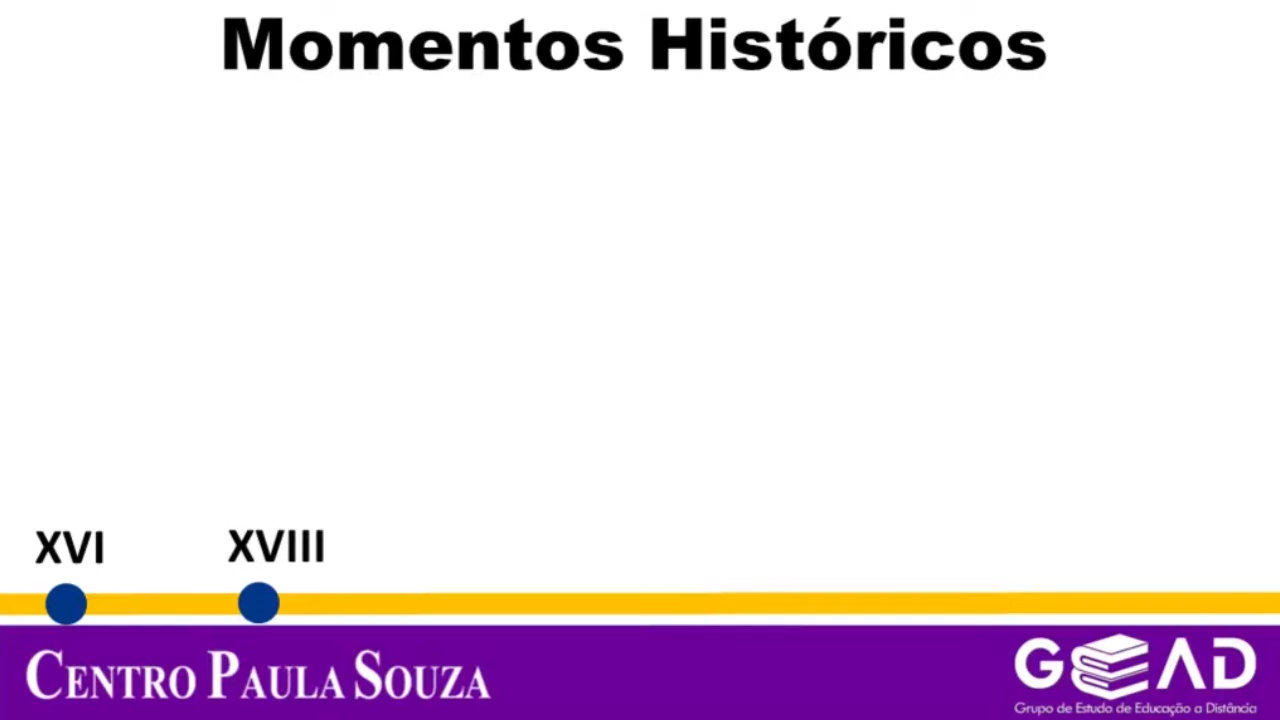 Momentos Históricos
XVI
XVIII
CENTRO PAULA SOUZA
GEAD
Grupo de Estudo de Educação a Distância